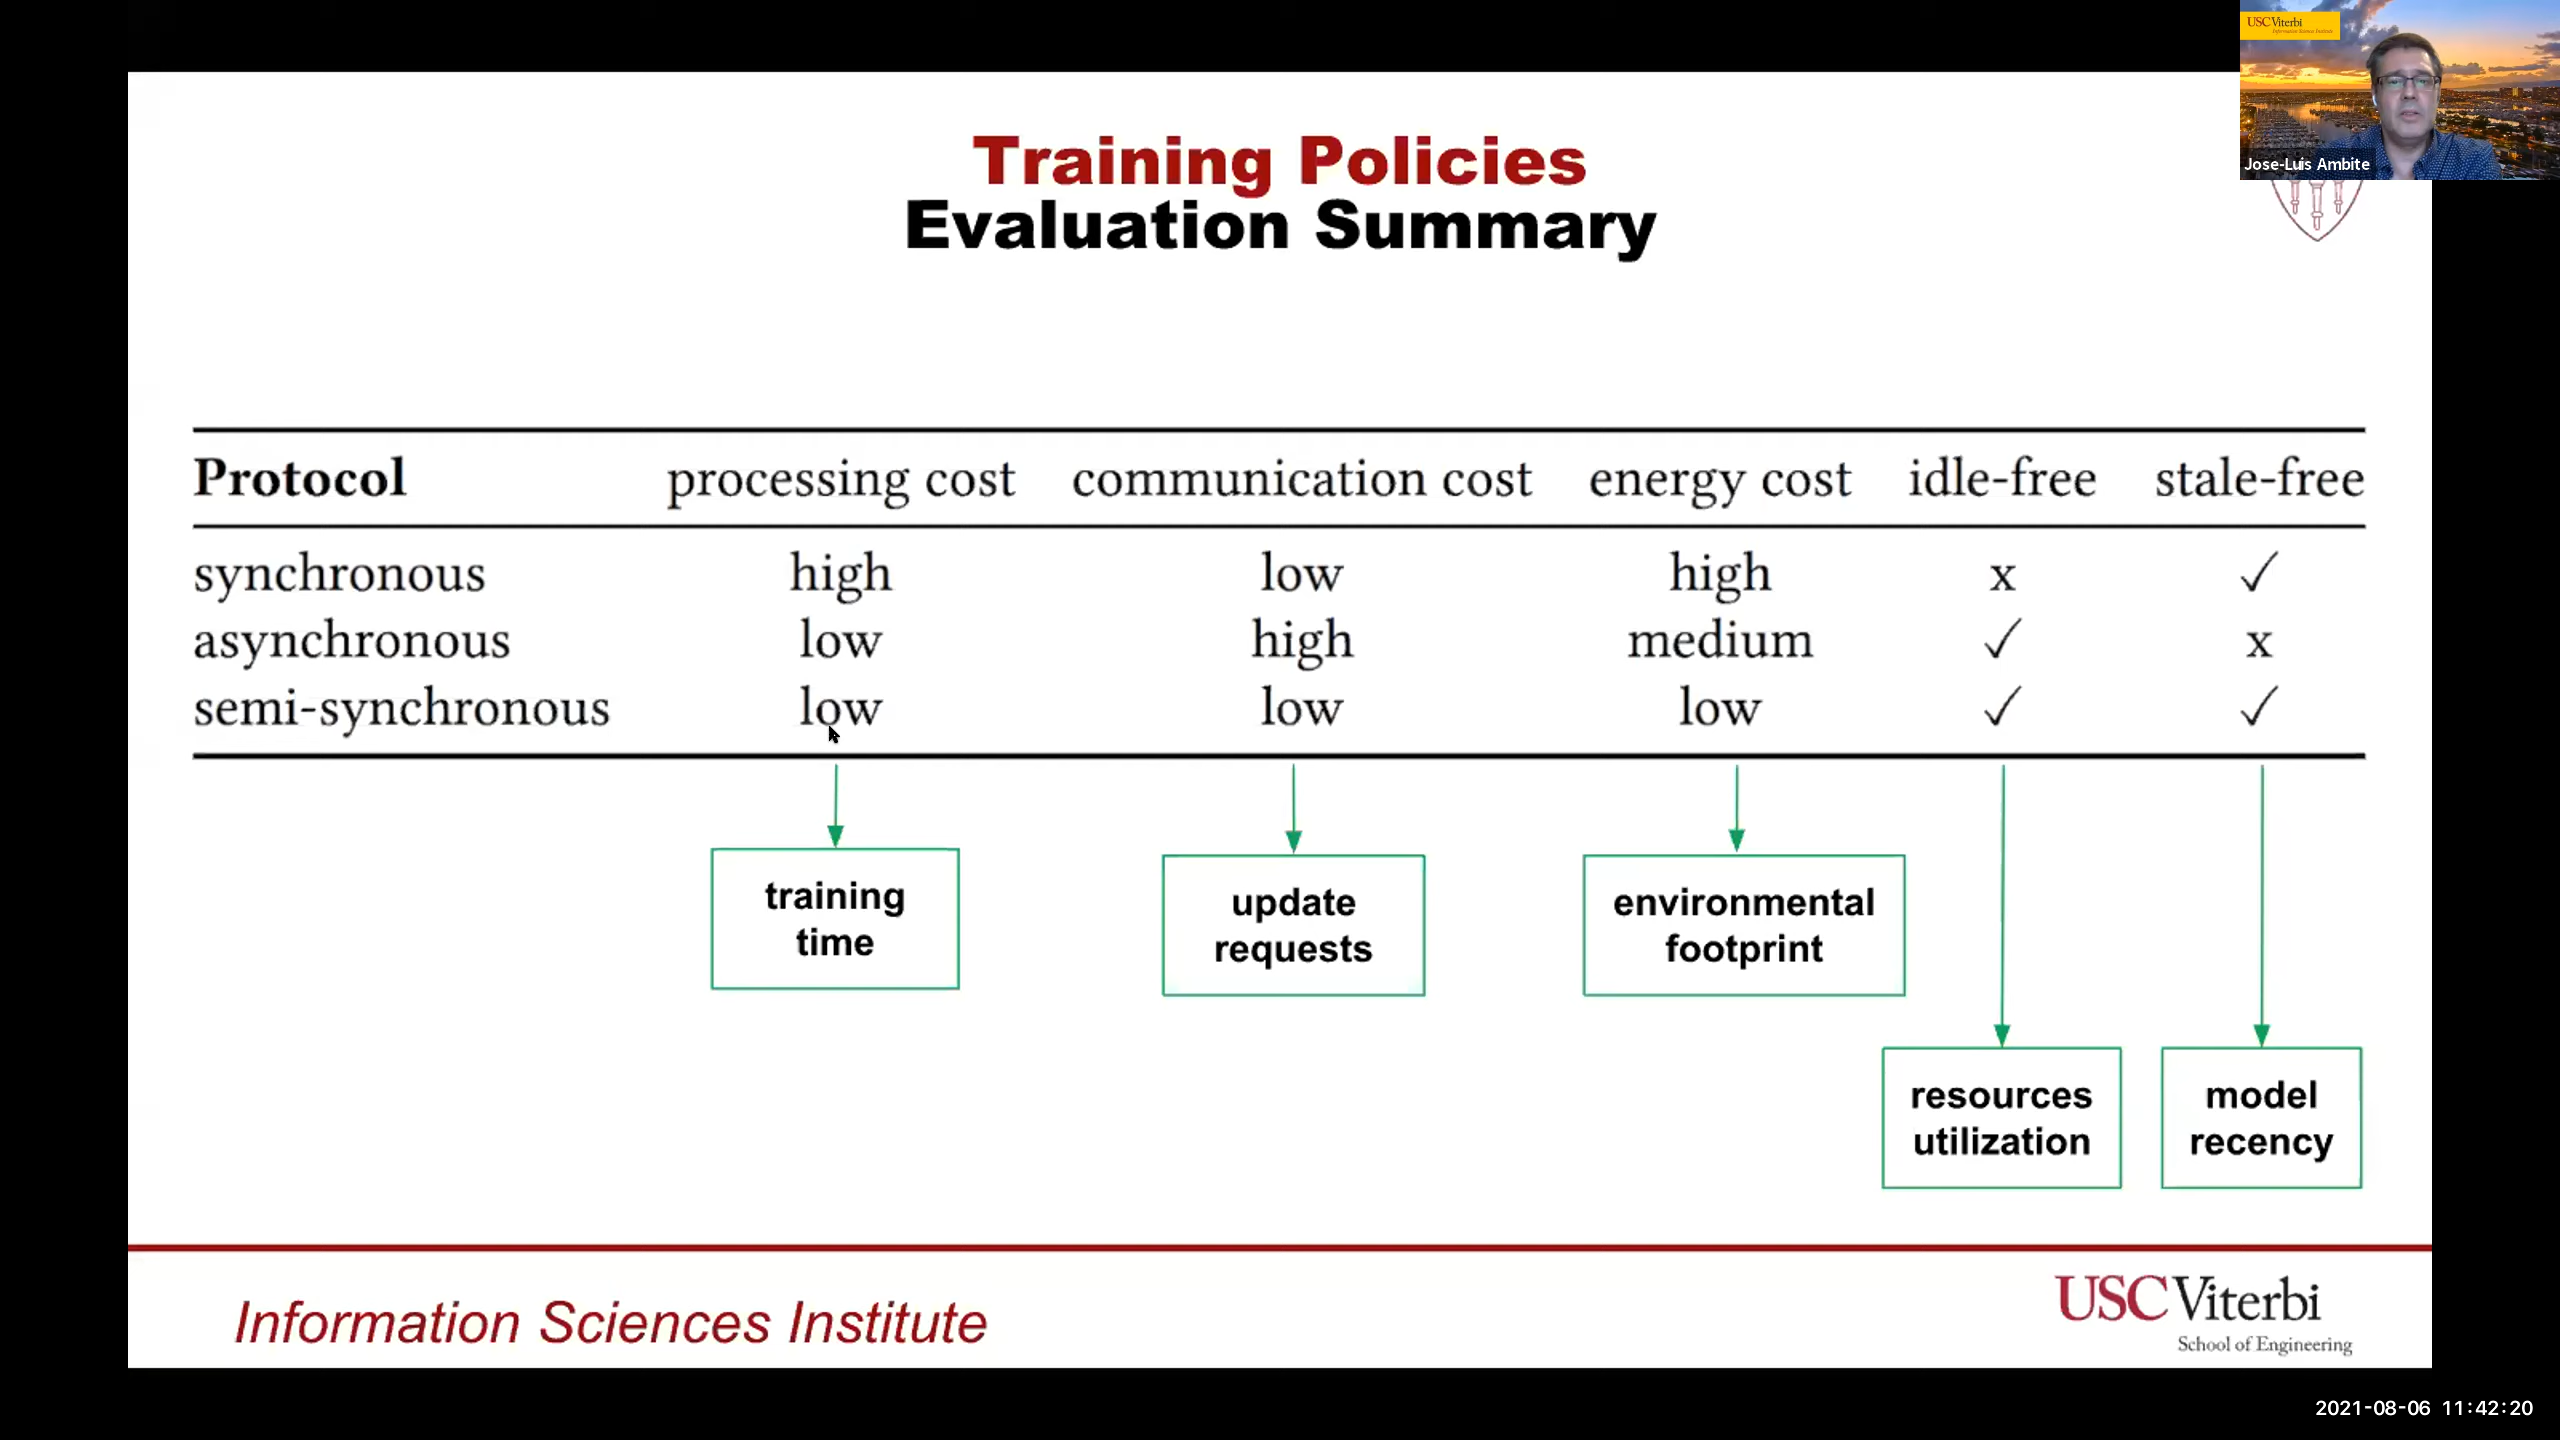 USC Viterbi
Information Sciences Institute
Jose-Luis Ambite
Training Policies
Evaluation Summary
Protocol processing cost communication cost energy cost idle-free stale-free
synchronous high low high x ✓
asynchronous low high medium ✓ x
semi-synchronous low low low ✓ ✓
training
time
update
requests
environmental
footprint
resources
utilization
model
recency
Information Sciences Institute
USC Viterbi
School of Engineering
2021-08-06 11:42:20